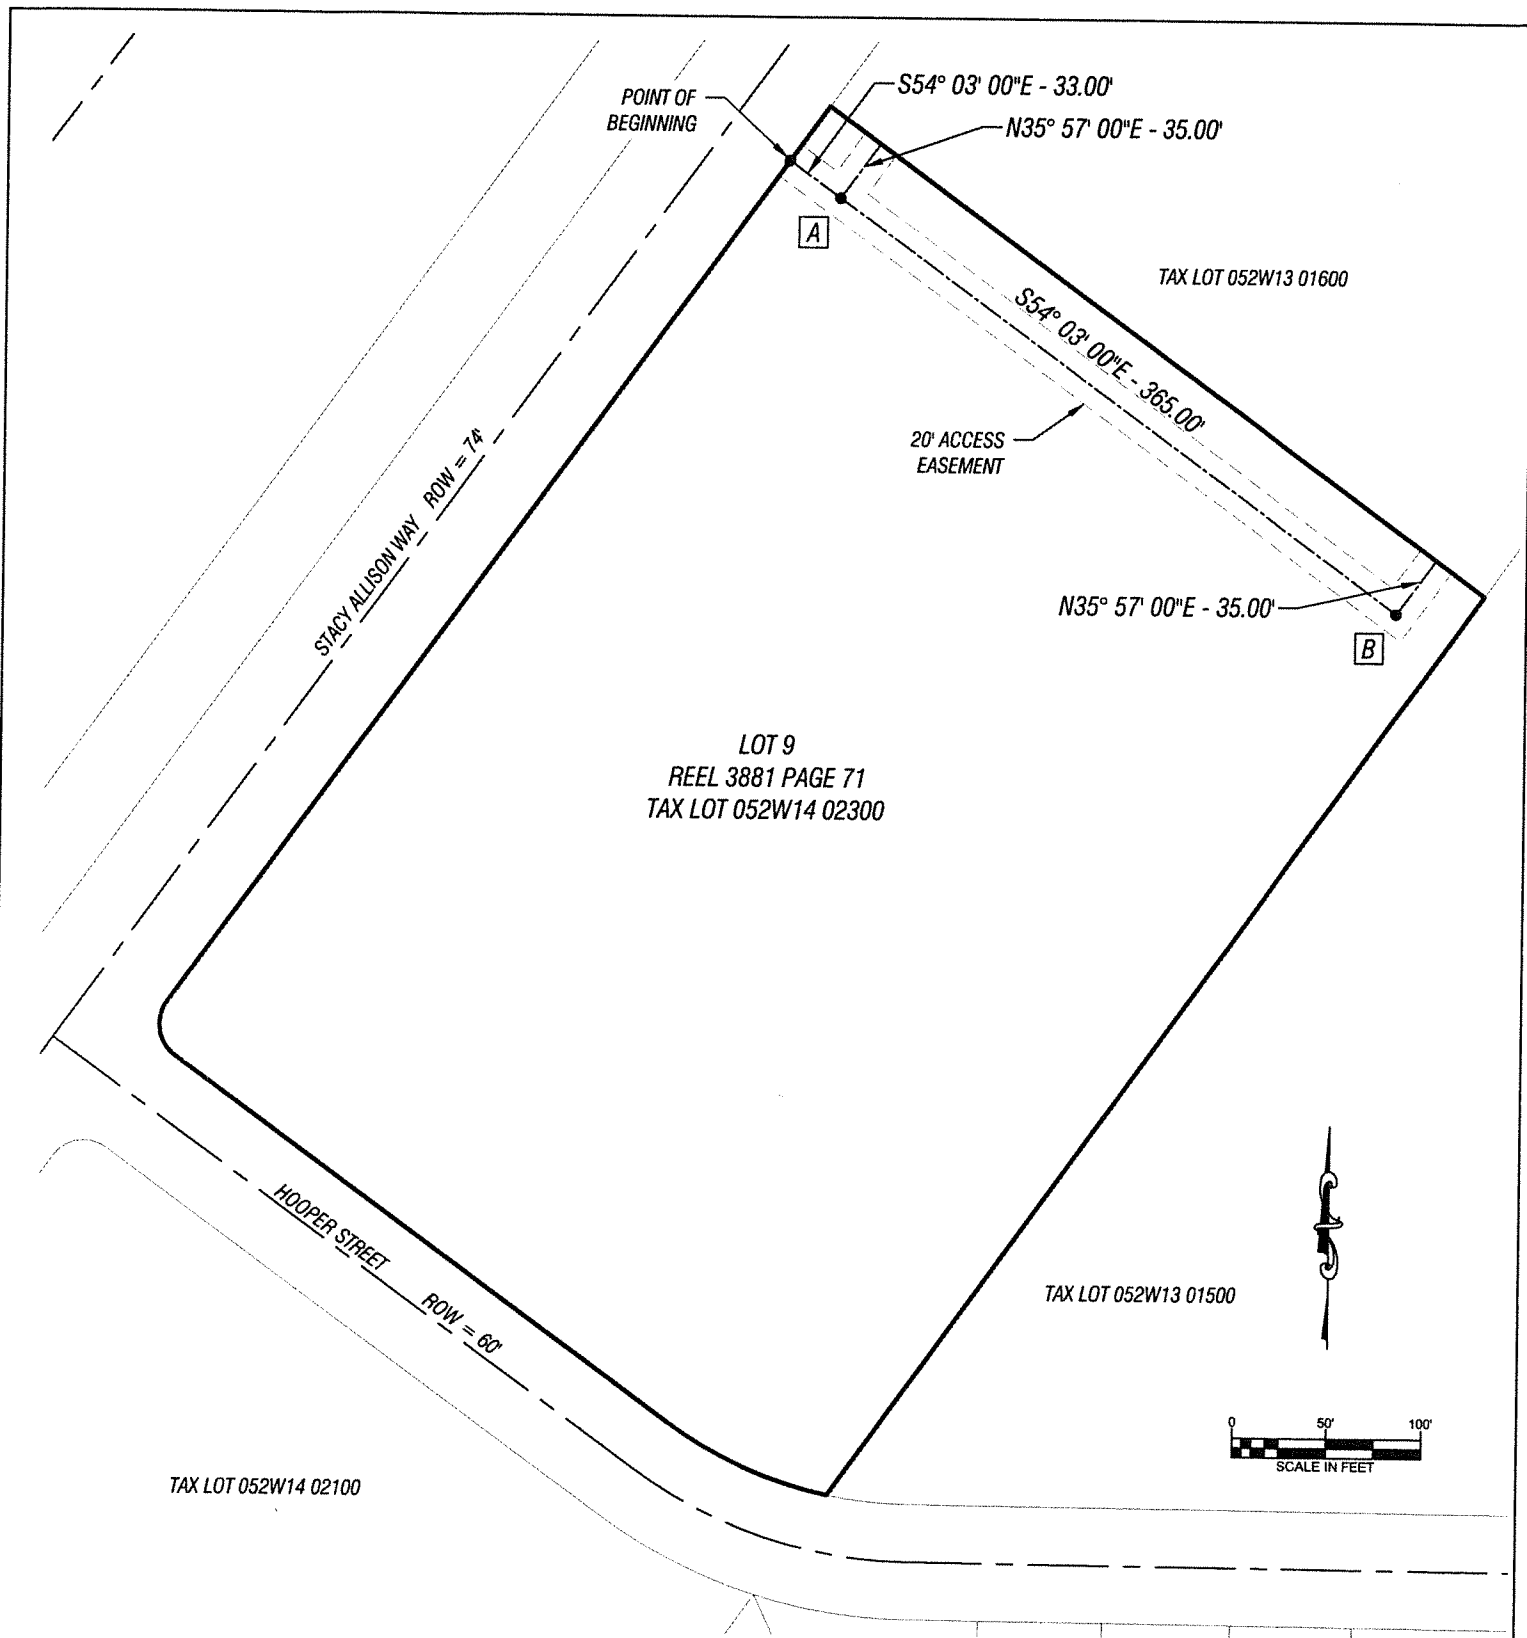 S54° 03' 00"E - 33.00'
POINT OF
BEGINNING
N35° 57' 00"E - 35.00'
A
TAX LOT 052W13 01600
S54° 03' 00"E - 365.00'
20' ACCESS
EASEMENT
STACY ALLISON WAY ROW = 74'
N35° 57' 00"E - 35.00'
B
LOT 9
REEL 3881 PAGE 71
TAX LOT 052W14 02300
HOOPER STREET ROW = 60'
TAX LOT 052W13 01500
0 50' 100'
SCALE IN FEET
TAX LOT 052W14 02100